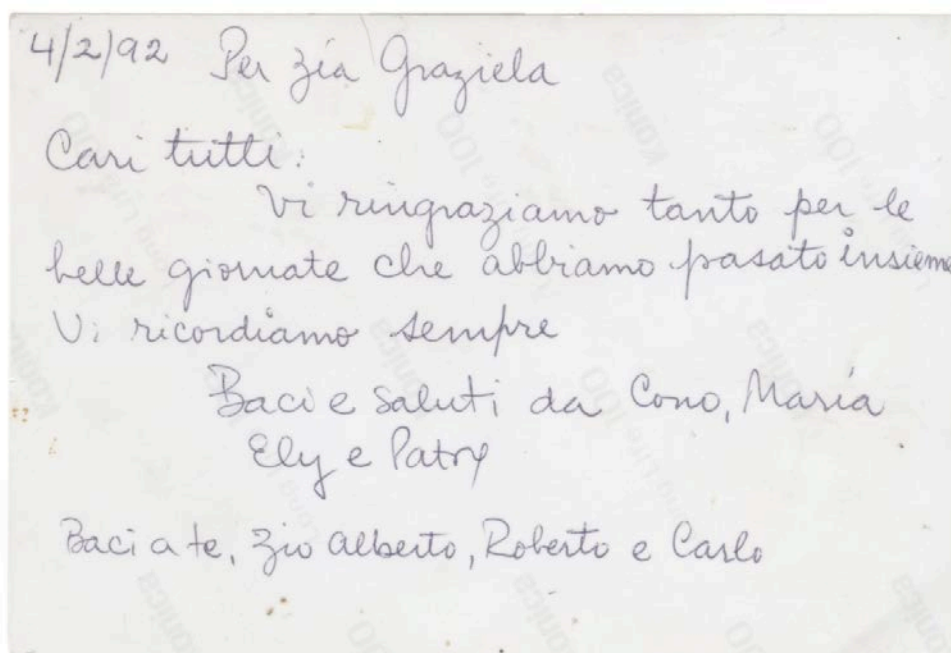 4/2/92 Per zia Graziela
Cari tutti:
Vi ringraziamo tanto per le
belle giornate che abbiamo pasato insieme
Vi ricordiamo sempre
Baci e saluti da Cono, María
Ely e Patry
Baci a te, zio Alberto, Roberto e Carlo